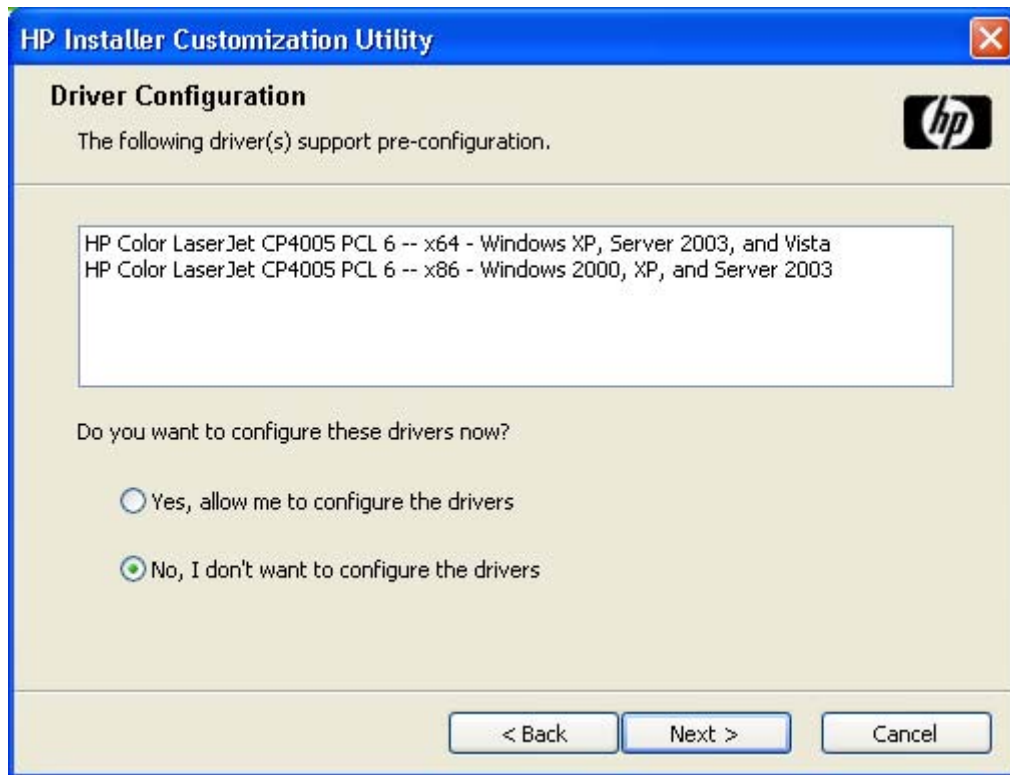 HP Installer Customization Utility
Driver Configuration
The following driver(s) support pre-configuration.
hp
HP Color LaserJet CP4005 PCL 6 -- x64 - Windows XP, Server 2003, and Vista
HP Color LaserJet CP4005 PCL 6 -- x86 - Windows 2000, XP, and Server 2003
Do you want to configure these drivers now?
Yes, allow me to configure the drivers
No, I don't want to configure the drivers
< Back Next > Cancel